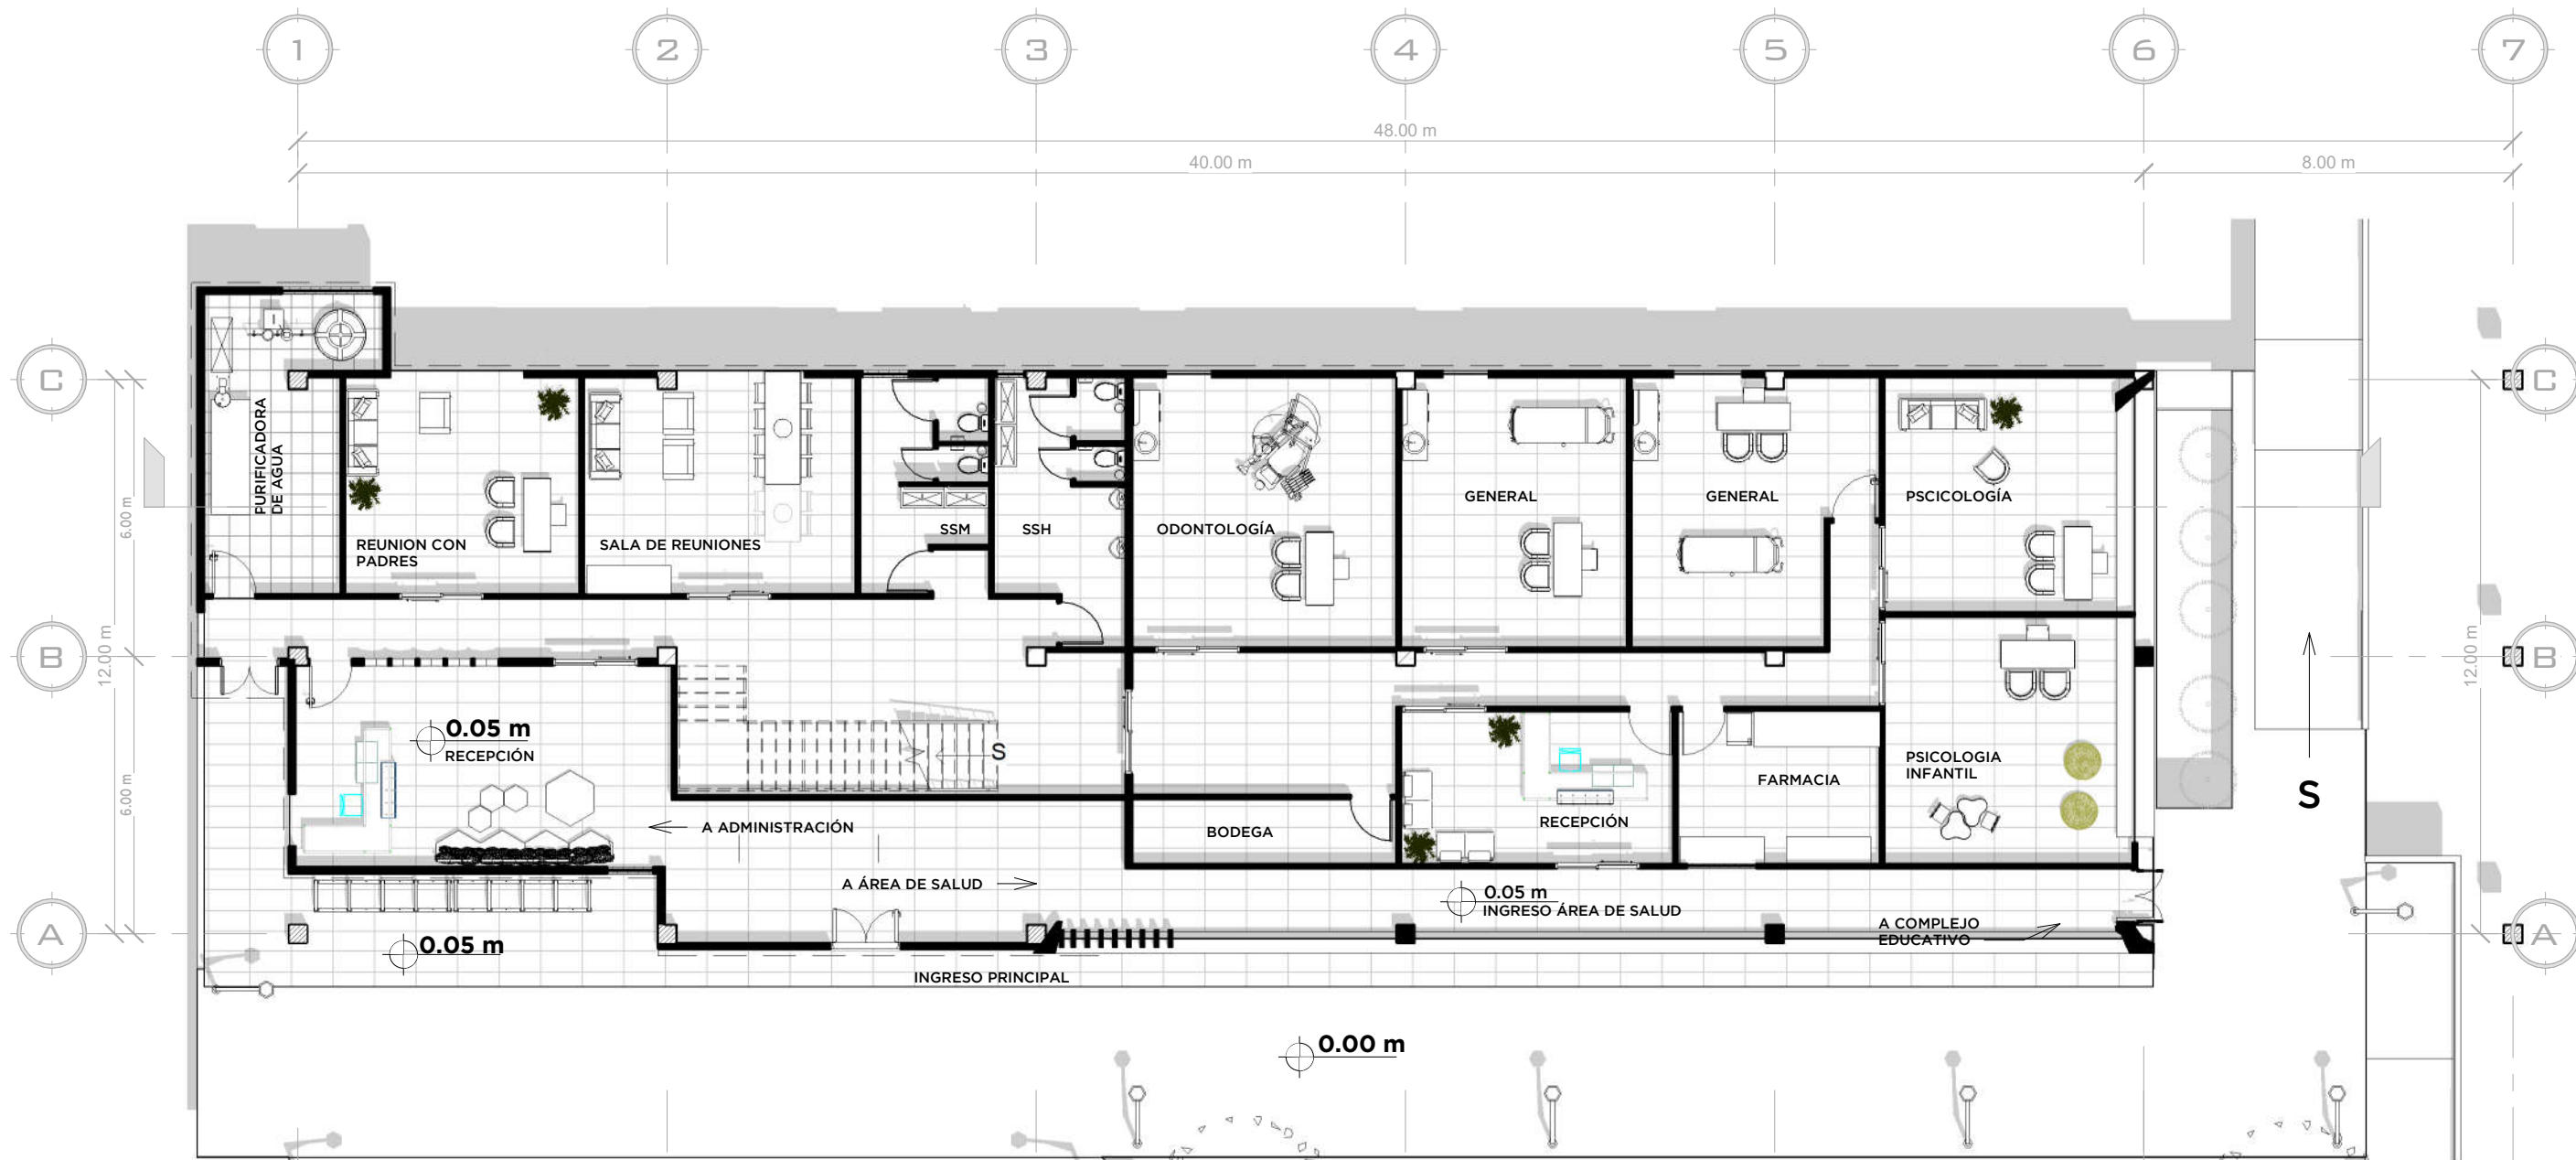 1 2 3 4 5 6 7
48.00 m
40.00 m
8.00 m
C
C
PURIFICADORA
DE AGUA
REUNION CON
PADRES
SALA DE REUNIONES
SSM
SSH
ODONTOLOGÍA
GENERAL
GENERAL
PSCICOLOGÍA
6.00 m
12.00 m
6.00 m
12.00 m
B
B
0.05 m
RECEPCIÓN
S
A ADMINISTRACIÓN
A ÁREA DE SALUD
BODEGA
RECEPCIÓN
FARMACIA
PSICOLOGIA
INFANTIL
S
0.05 m
INGRESO ÁREA DE SALUD
A COMPLEJO
EDUCATIVO
A
A
0.05 m
INGRESO PRINCIPAL
0.00 m